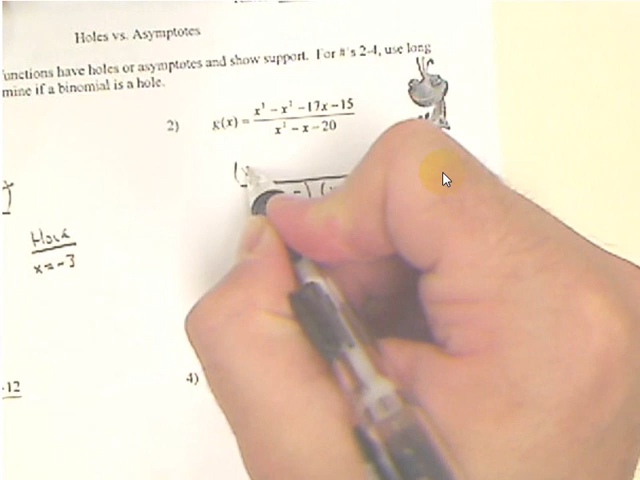 Holes vs. Asymptotes
functions have holes or asymptotes and show support. For #'s 2-4, use long
mine if a binomial is a hole.
2) g(x) = x³ - x² - 17x - 15 / x² - x - 20
Hole
x = -3
-12
4)